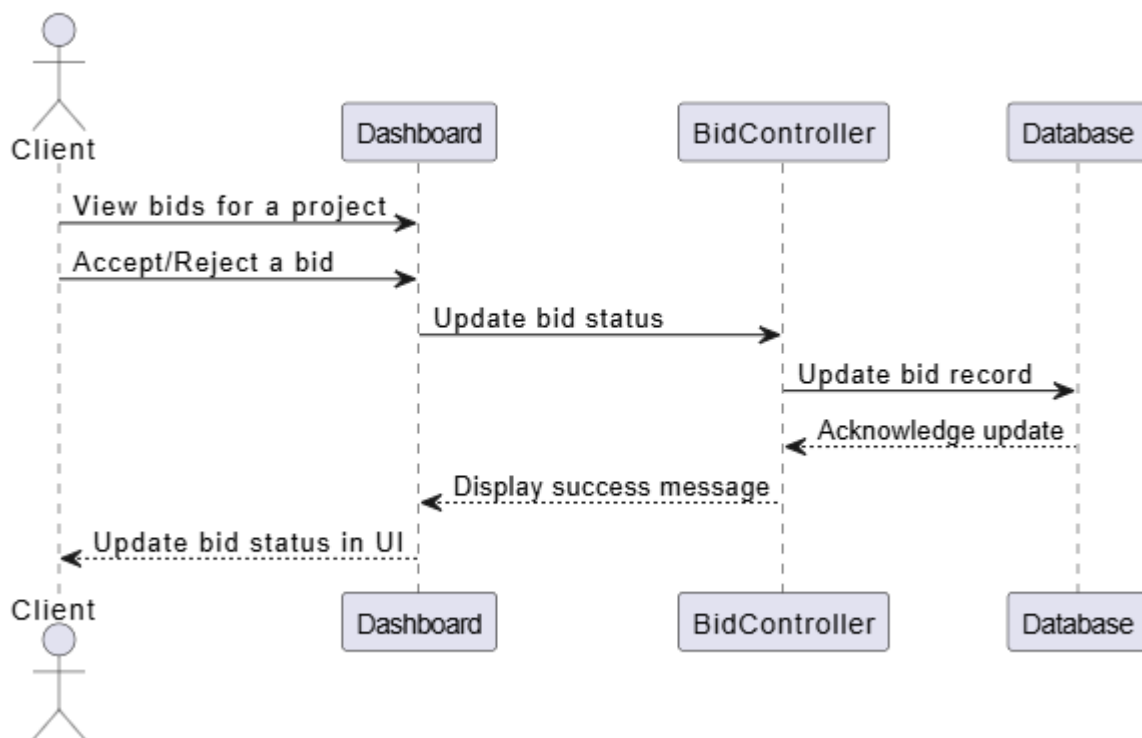 Client
Dashboard
BidController
Database
View bids for a project
Accept/Reject a bid
Update bid status
Update bid record
Acknowledge update
Display success message
Update bid status in UI
Client
Dashboard
BidController
Database